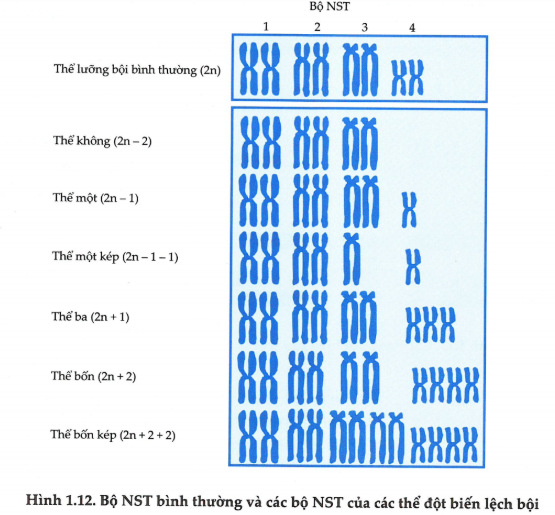 Bộ NST
1 2 3 4
Thể lưỡng bội bình thường (2n)
Thể không (2n – 2)
Thể một (2n – 1)
Thể một kép (2n – 1 – 1)
Thể ba (2n + 1)
Thể bốn (2n + 2)
Thể bốn kép (2n + 2 + 2)
Hình 1.12. Bộ NST bình thường và các bộ NST của các thể đột biến lệch bội